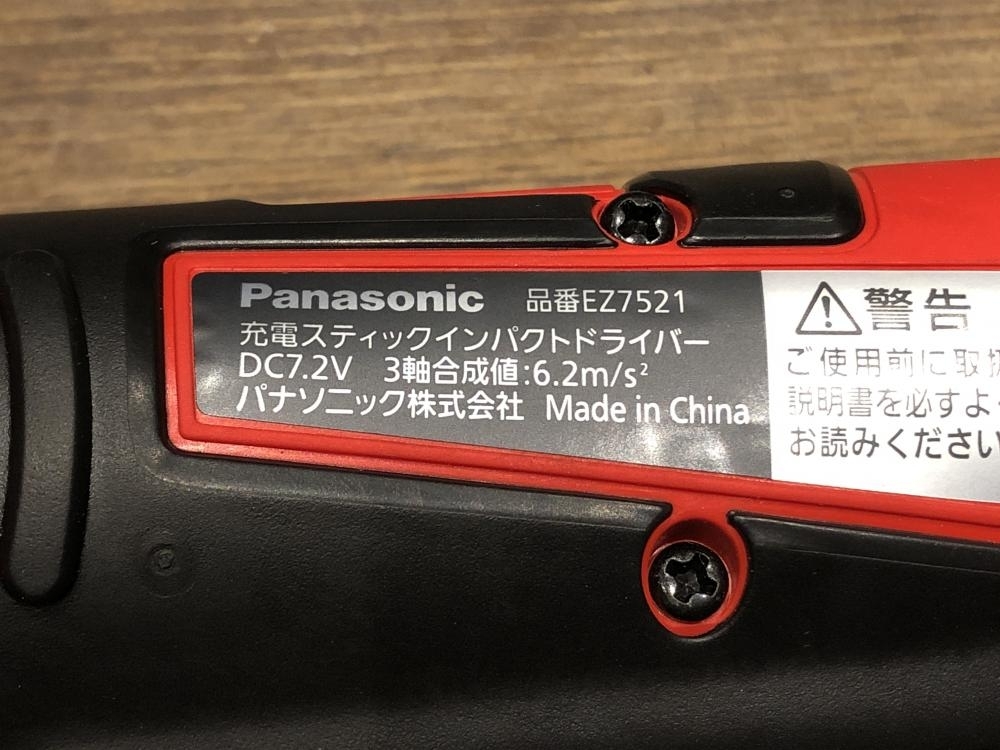 Panasonic 品番EZ7521
充電スティックインパクトドライバー
DC7.2V 3軸合成値:6.2m/s²
パナソニック株式会社 Made in China
⚠警告
ご使用前に取扱
説明書を必ずよ
お読みください